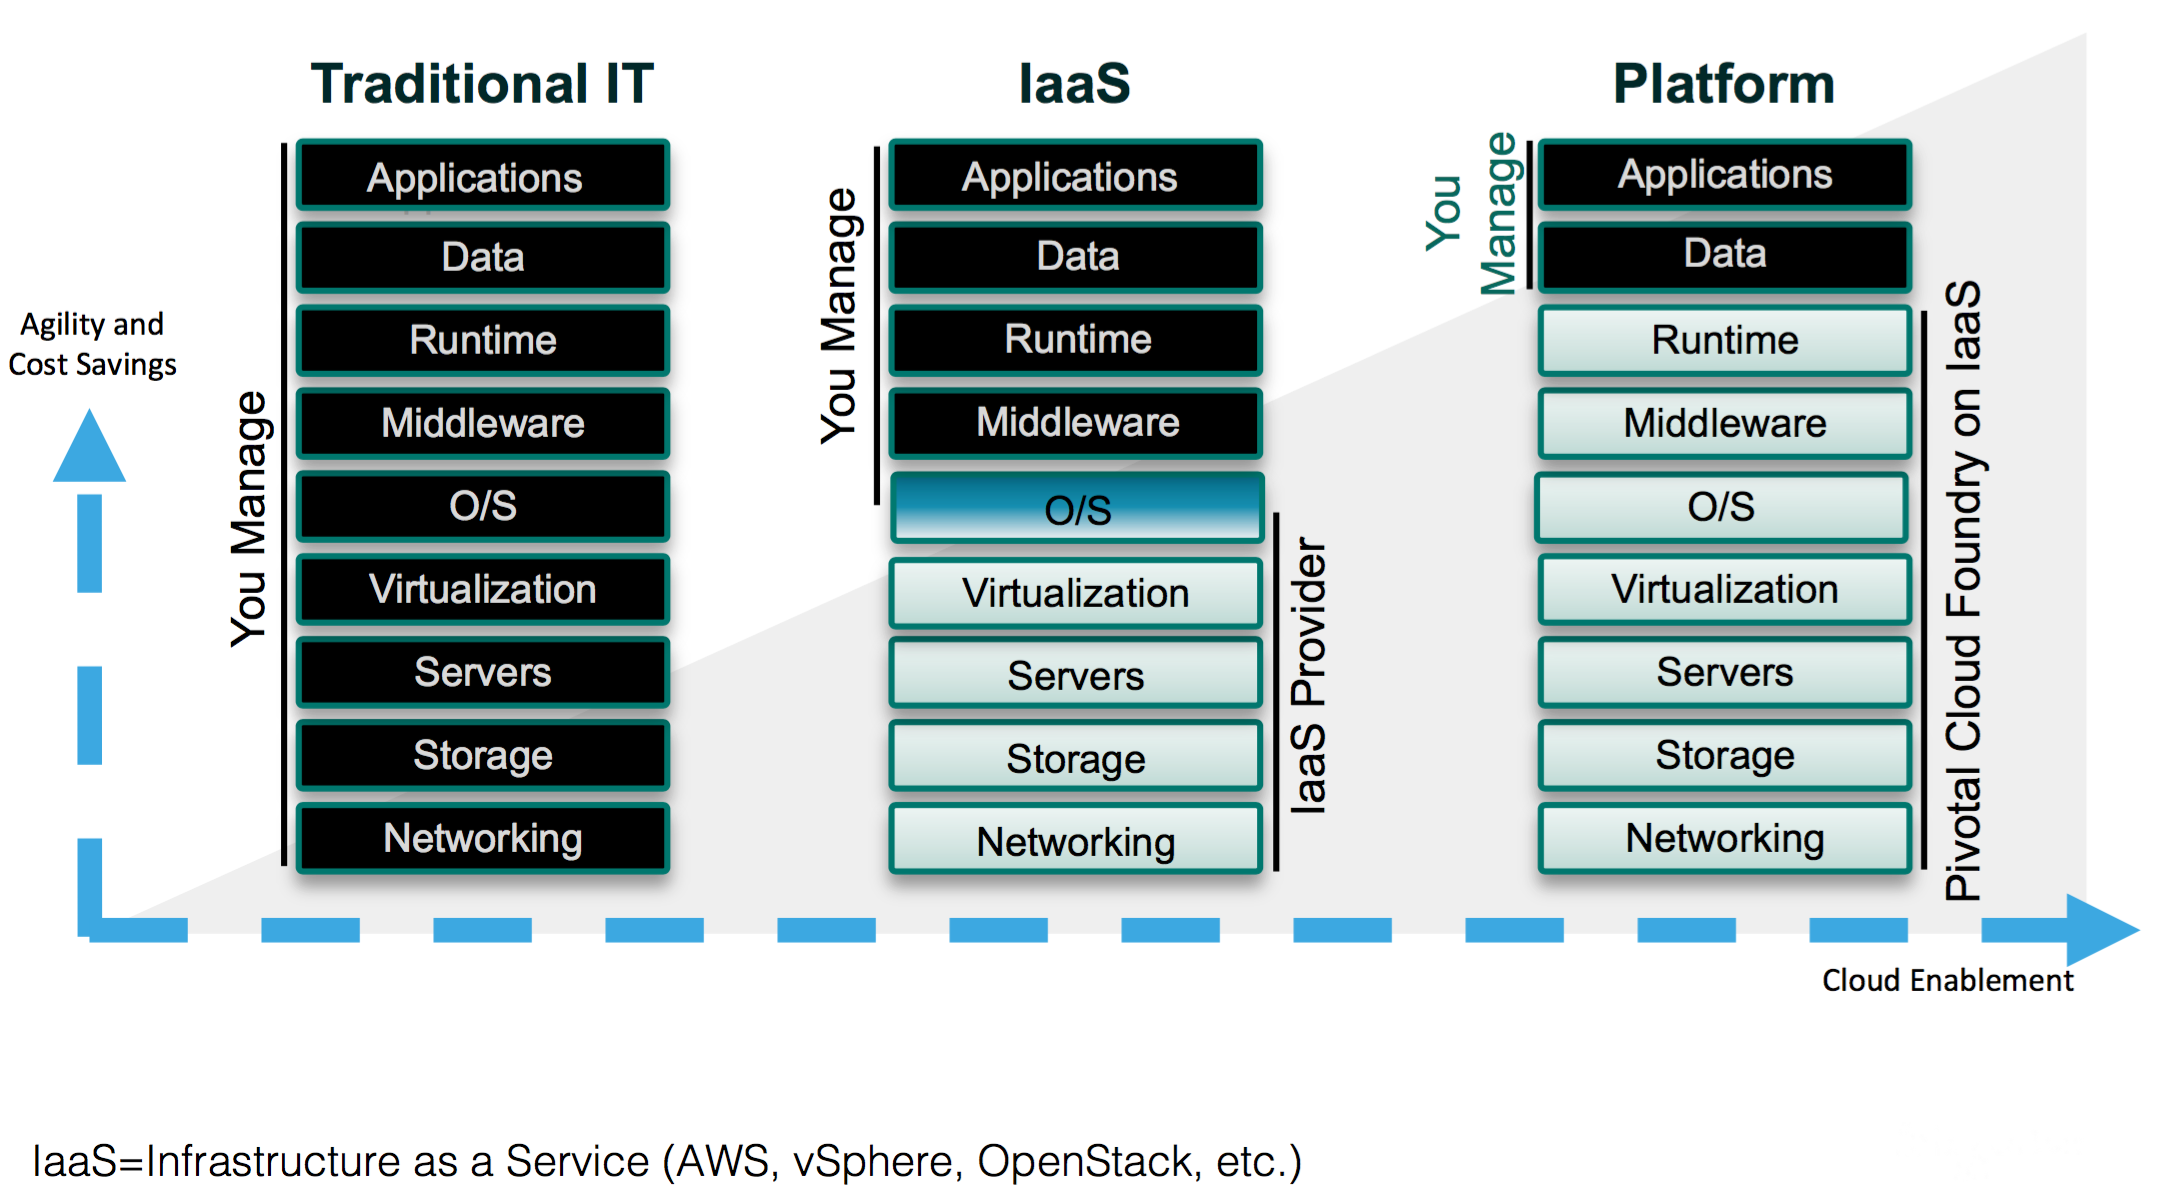 Traditional IT
IaaS
Platform
Agility and
Cost Savings
You Manage
Applications
Data
Runtime
Middleware
O/S
Virtualization
Servers
Storage
Networking
You Manage
Applications
Data
Runtime
Middleware
O/S
Virtualization
Servers
Storage
Networking
IaaS Provider
You
Manage
Applications
Data
Runtime
Middleware
O/S
Virtualization
Servers
Storage
Networking
Pivotal Cloud Foundry on IaaS
Cloud Enablement
IaaS=Infrastructure as a Service (AWS, vSphere, OpenStack, etc.)